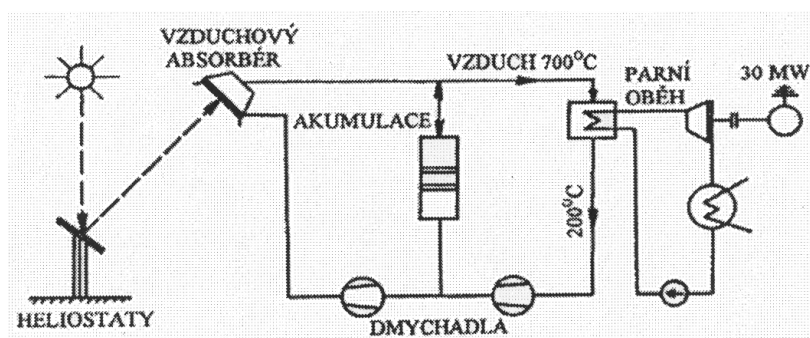 VZDUCHOVÝ
ABSORBÉR
VZDUCH 700°C
PARNÍ
OBĚH
30 MW
AKUMULACE
200°C
HELIOSTATY
DMYCHADLA